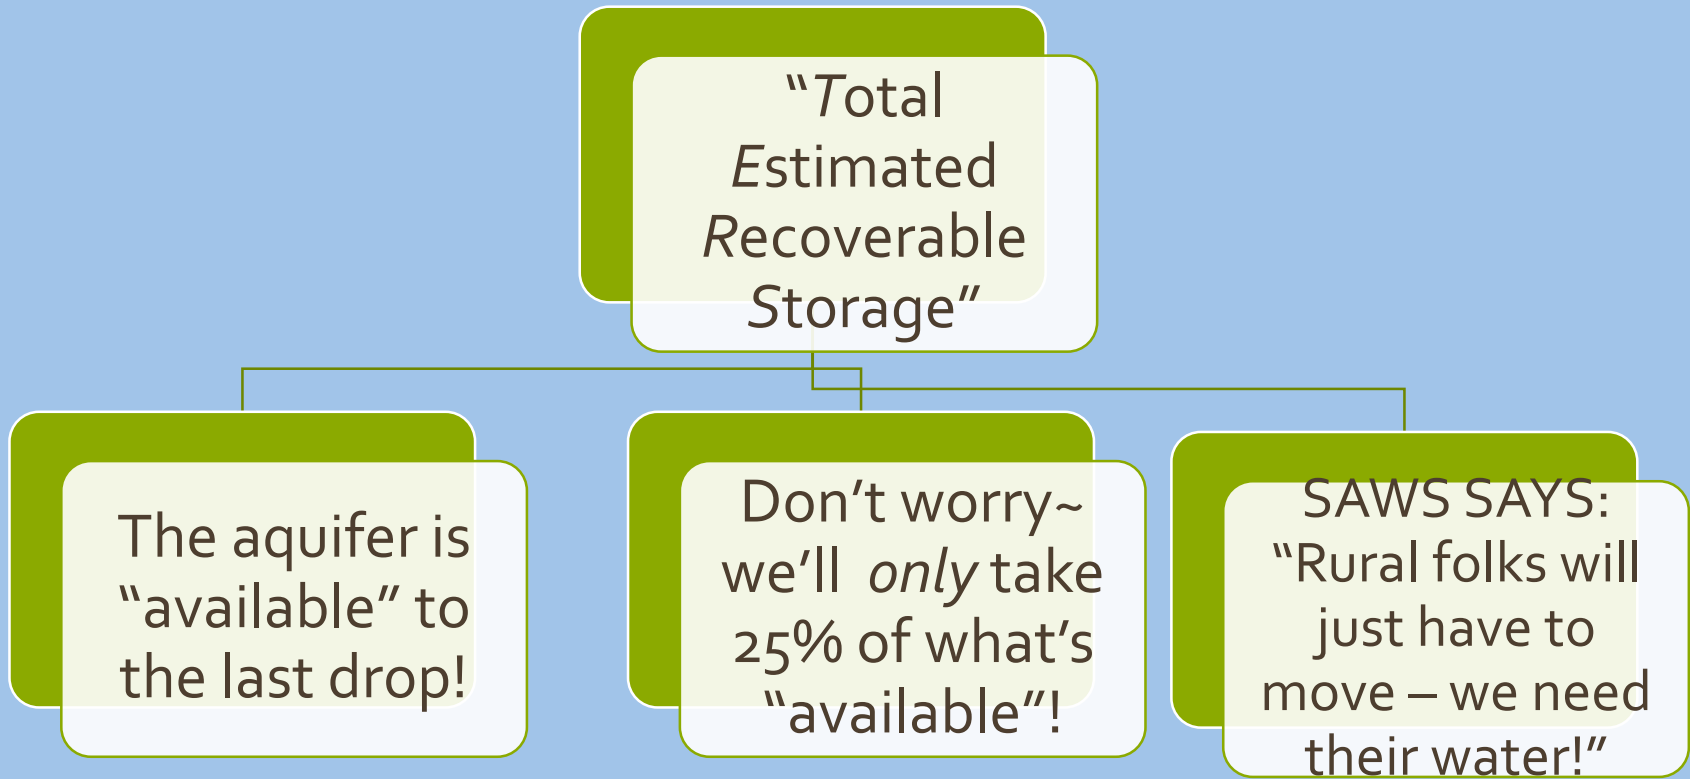 “Total
Estimated
Recoverable
Storage”
The aquifer is
“available” to
the last drop!
Don’t worry~
we’ll only take
25% of what’s
“available”!
SAWS SAYS:
“Rural folks will
just have to
move – we need
their water!”